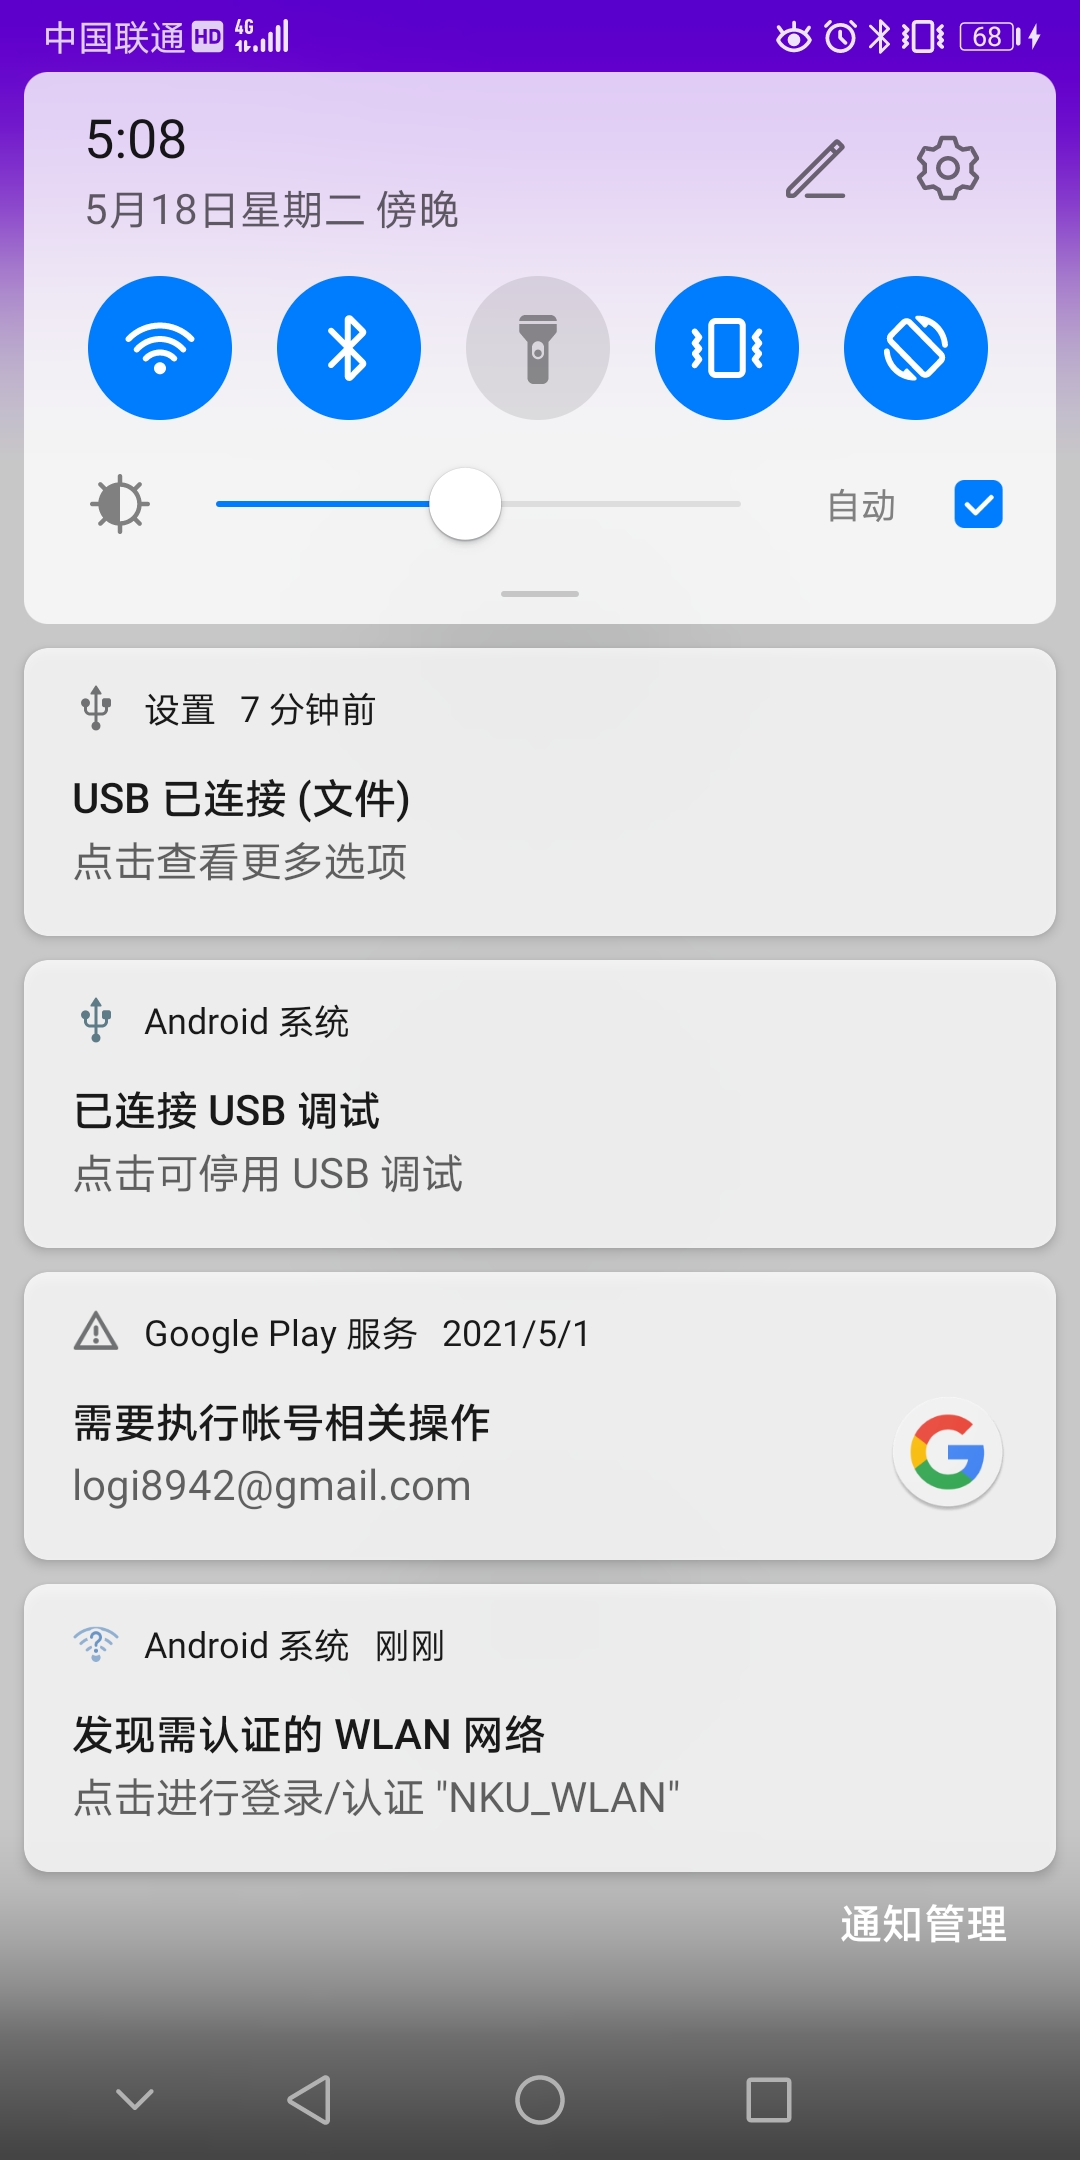 中国联通 HD 4G 68
5:08
5月18日星期二 傍晚
自动
设置 7 分钟前
USB 已连接 (文件)
点击查看更多选项
Android 系统
已连接 USB 调试
点击可停用 USB 调试
Google Play 服务 2021/5/1
需要执行帐号相关操作
logi8942@gmail.com
Android 系统 刚刚
发现需认证的 WLAN 网络
点击进行登录/认证 "NKU_WLAN"
通知管理